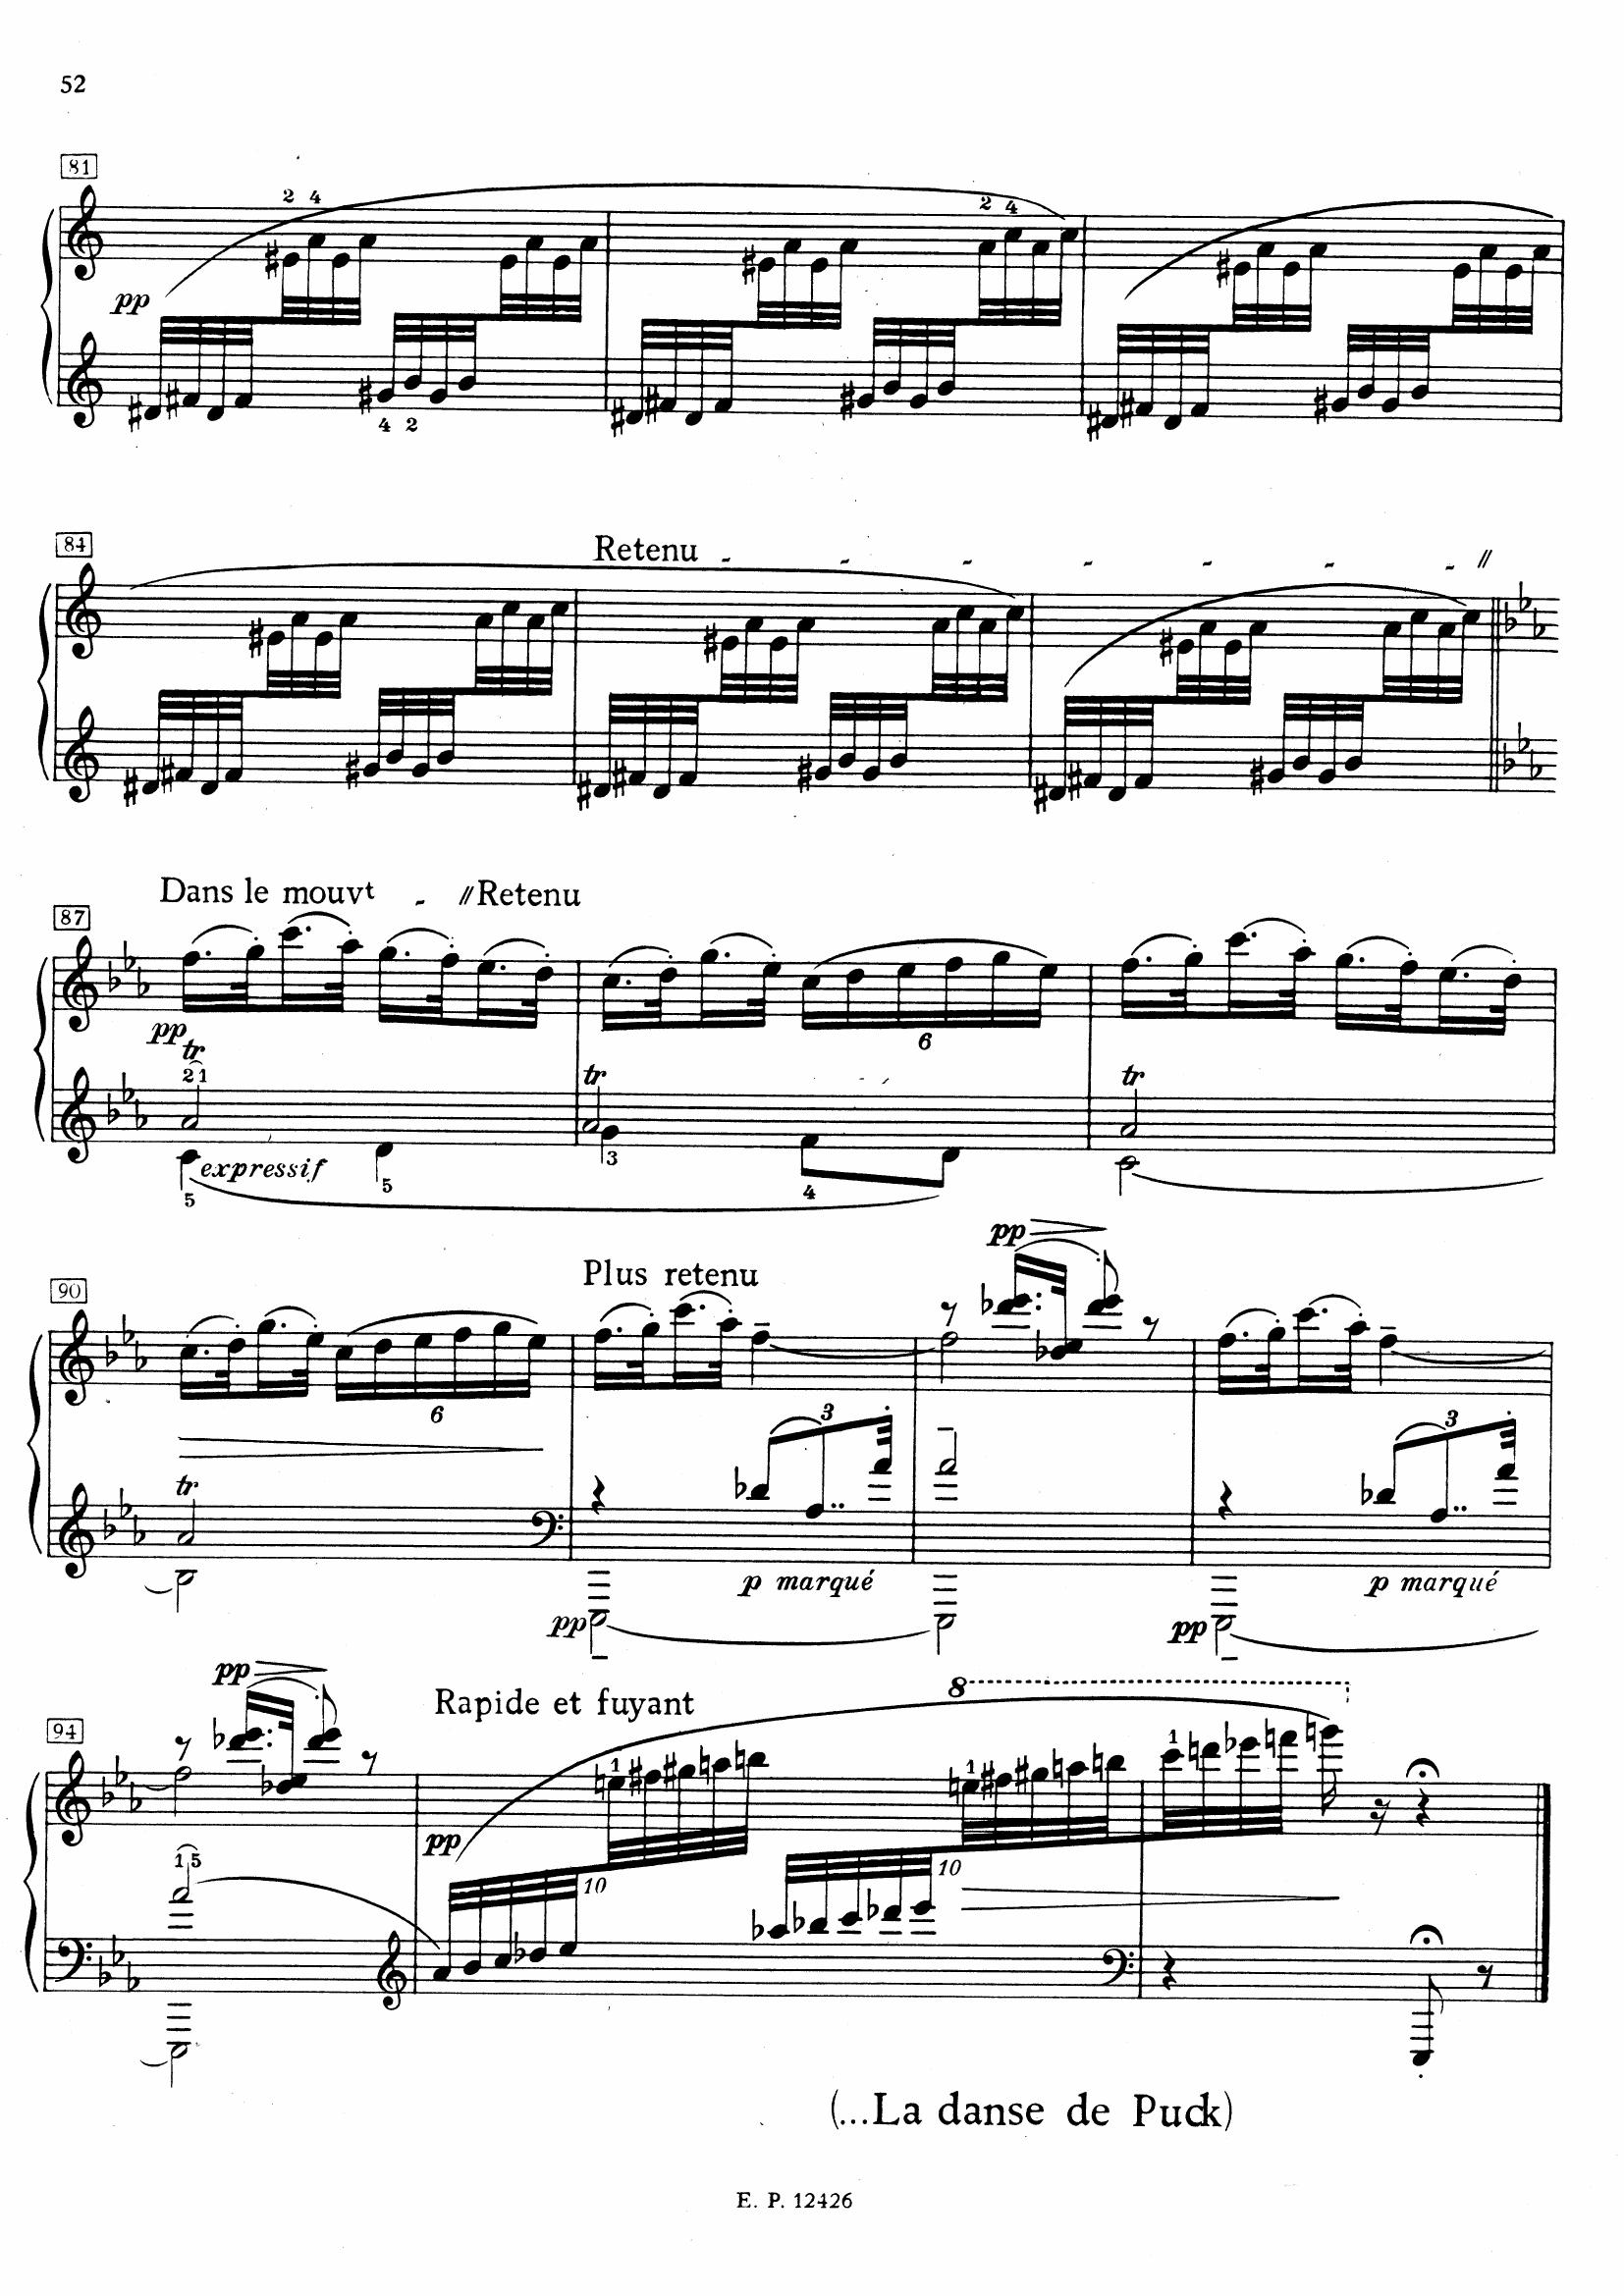 52
81
2 4
2 4
pp
4 2
84
Retenu
87
Dans le mouvt - // Retenu
pp
tr
tr
tr
2 1
6
expressif
5
5
3
4
90
Plus retenu
pp
6
tr
3
3
p marqué
p marqué
pp
pp
94
pp
Rapide et fuyant
8
1
1
1
pp
1 5
10
10
(...La danse de Puck)
E. P. 12426